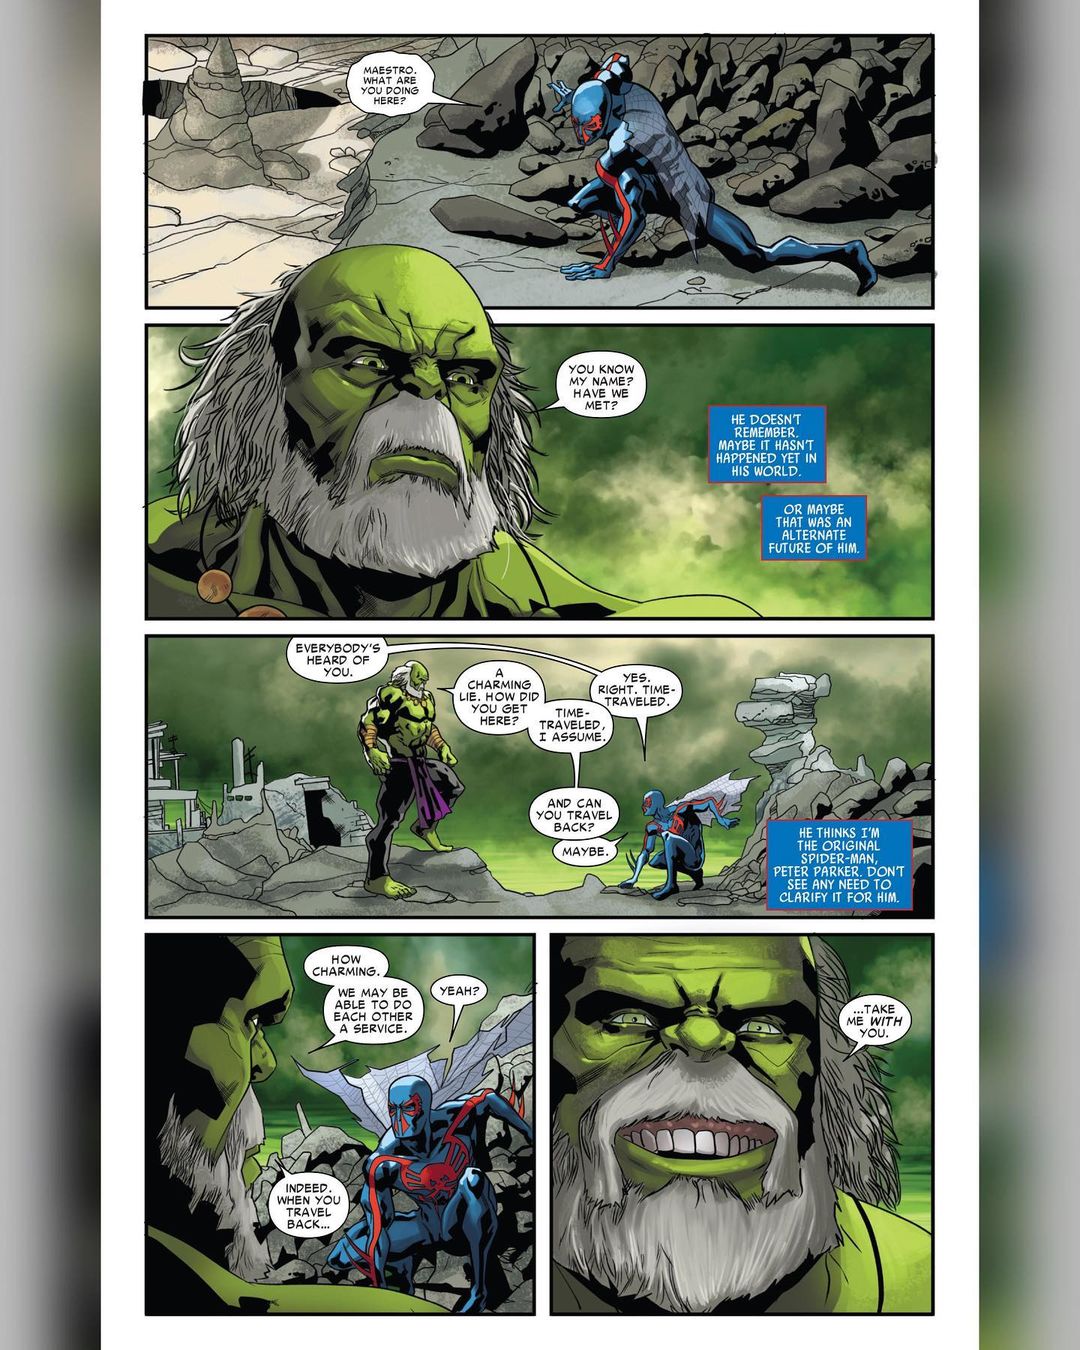 MAESTRO.
WHAT ARE
YOU DOING
HERE?
YOU KNOW
MY NAME?
HAVE WE
MET?
HE DOESN'T
REMEMBER.
MAYBE IT HASN'T
HAPPENED YET IN
HIS WORLD.
OR MAYBE
THAT WAS AN
ALTERNATE
FUTURE OF HIM.
EVERYBODY'S
HEARD OF
YOU.
A
CHARMING
LIE. HOW DID
YOU GET
HERE?
TIME-
TRAVELED,
I ASSUME.
YES.
RIGHT. TIME-
TRAVELED.
AND CAN
YOU TRAVEL
BACK?
MAYBE.
HE THINKS I'M
THE ORIGINAL
SPIDER-MAN,
PETER PARKER. DON'T
SEE ANY NEED TO
CLARIFY IT FOR HIM.
HOW
CHARMING.
WE MAY BE
ABLE TO DO
EACH OTHER
A SERVICE.
YEAH?
INDEED.
WHEN YOU
TRAVEL
BACK...
...TAKE
ME WITH
YOU.